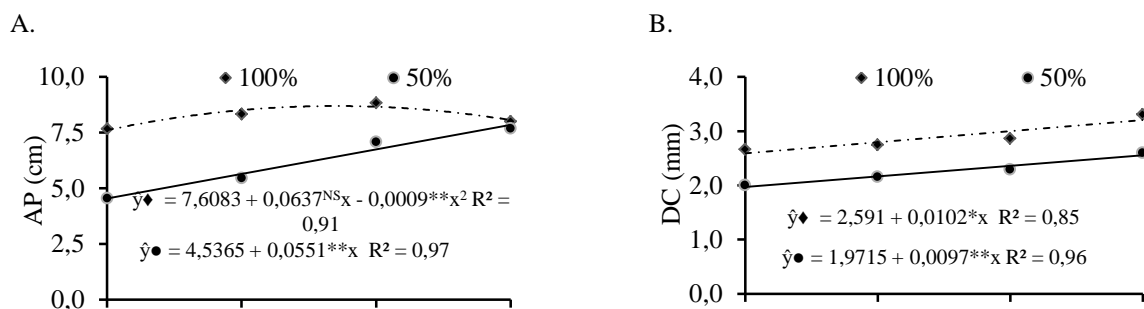 A.
AP (cm)
10,0
7,5
5,0
2,5
0,0
◆ 100% ● 50%
ŷ♦ = 7,6083 + 0,0637ᴺˢx - 0,0009**x² R² =
0,91
ŷ● = 4,5365 + 0,0551**x R² = 0,97
B.
DC (mm)
4,0
3,0
2,0
1,0
0,0
◆ 100% ● 50%
ŷ♦ = 2,591 + 0,0102*x R² = 0,85
ŷ● = 1,9715 + 0,0097**x R² = 0,96